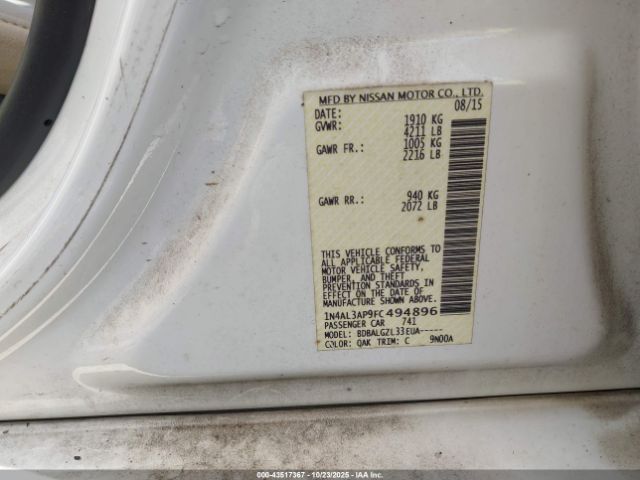 MFD BY NISSAN MOTOR CO., LTD.
DATE: 08/15
GVWR: 1910 KG
4211 LB
GAWR FR.: 1005 KG
2216 LB
GAWR RR.: 940 KG
2072 LB
THIS VEHICLE CONFORMS TO
ALL APPLICABLE FEDERAL
MOTOR VEHICLE SAFETY,
BUMPER, AND THEFT
PREVENTION STANDARDS IN
EFFECT ON THE DATE OF
MANUFACTURE SHOWN ABOVE.
1N4AL3AP9FC494896
PASSENGER CAR 741
MODEL: BDBALGZL33EUA-----
COLOR: QAK TRIM: C 9N00A
000-43517367 • 10/23/2025 • copart.com